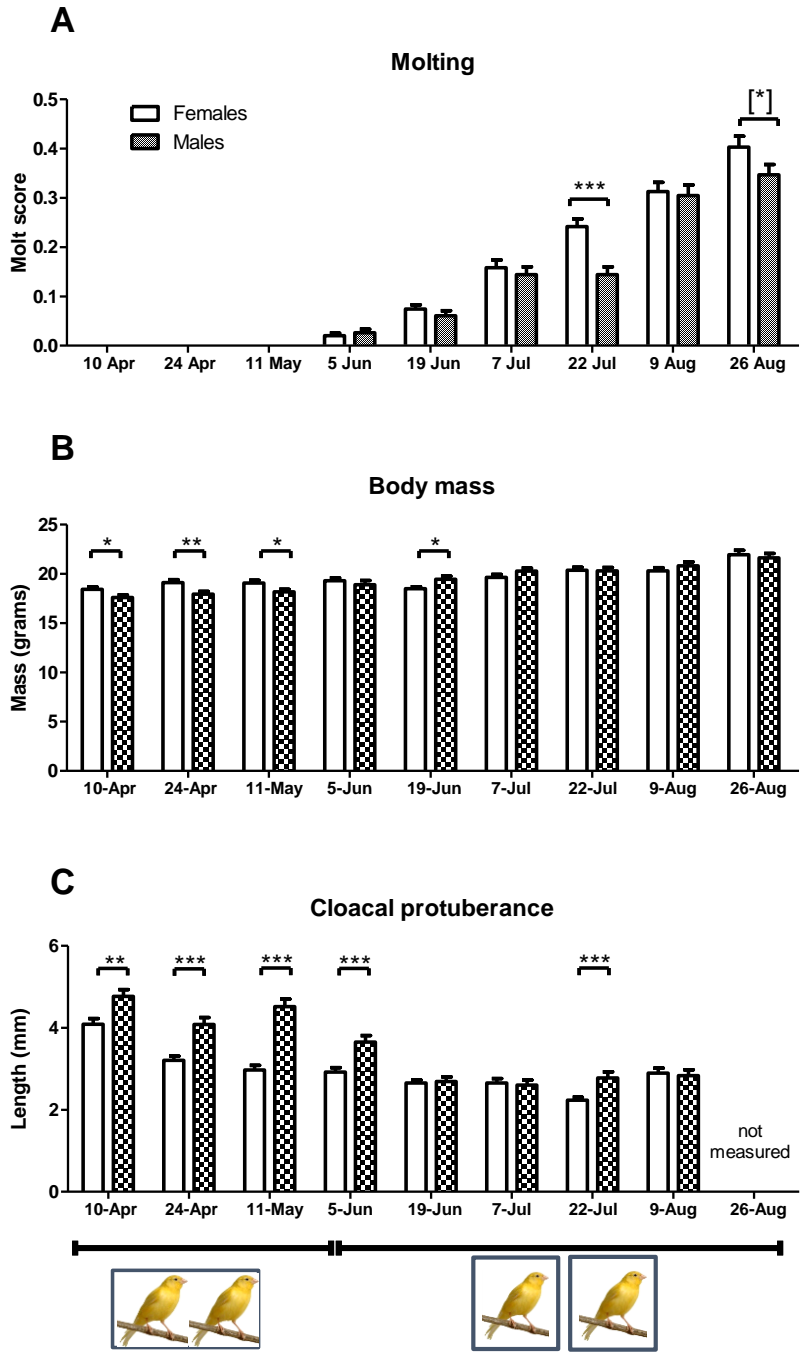 A
Molting
0.5
0.4
0.3
0.2
0.1
0.0
Molt score
Females
Males
***
[*]
10 Apr 24 Apr 11 May 5 Jun 19 Jun 7 Jul 22 Jul 9 Aug 26 Aug
B
Body mass
25
20
15
10
5
0
Mass (grams)
* ** * *
10-Apr 24-Apr 11-May 5-Jun 19-Jun 7-Jul 22-Jul 9-Aug 26-Aug
C
Cloacal protuberance
6
4
2
0
Length (mm)
** *** *** *** ***
not
measured
10-Apr 24-Apr 11-May 5-Jun 19-Jun 7-Jul 22-Jul 9-Aug 26-Aug